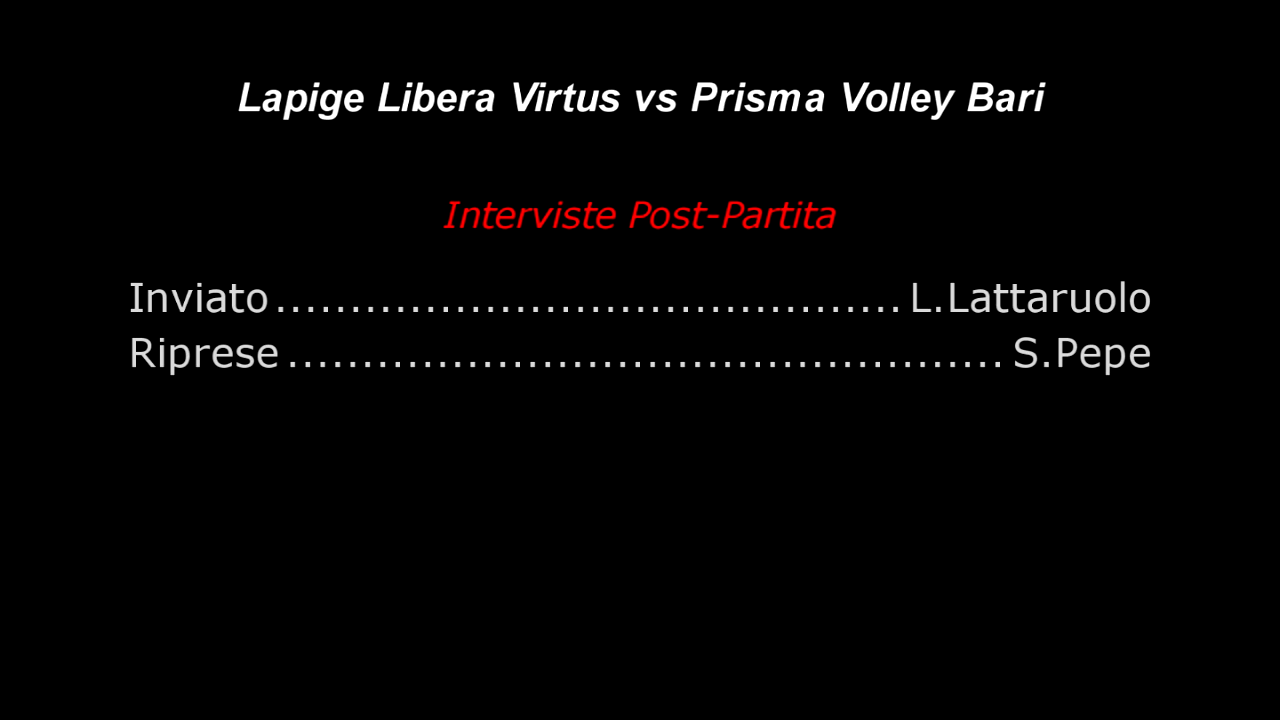 Lapige Libera Virtus vs Prisma Volley Bari
Interviste Post-Partita
Inviato.......................................... L.Lattaruolo
Riprese................................................ S.Pepe